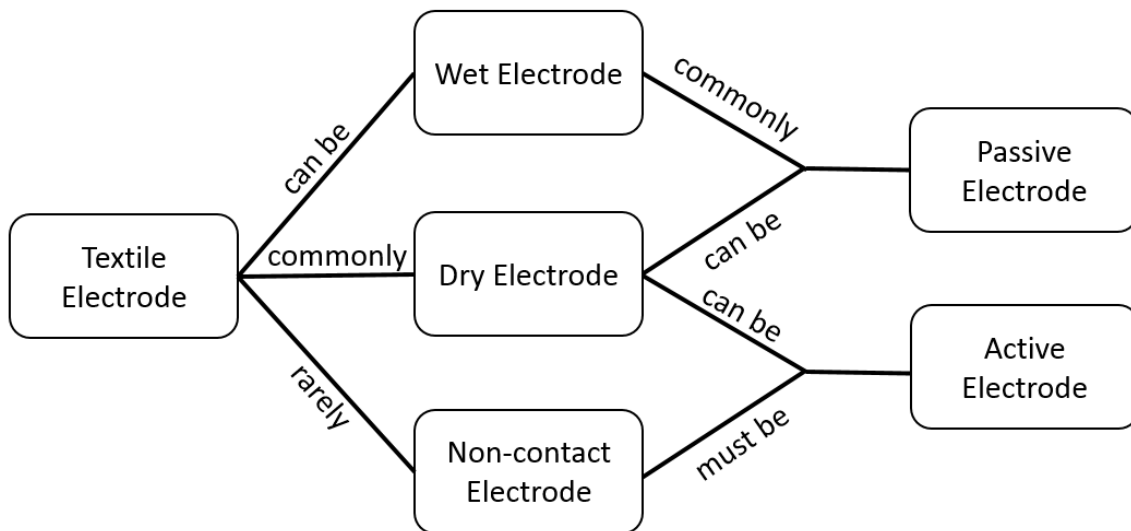 Wet Electrode
commonly
Passive
Electrode
can be
can be
Textile
Electrode
commonly
Dry Electrode
can be
Active
Electrode
rarely
must be
Non-contact
Electrode